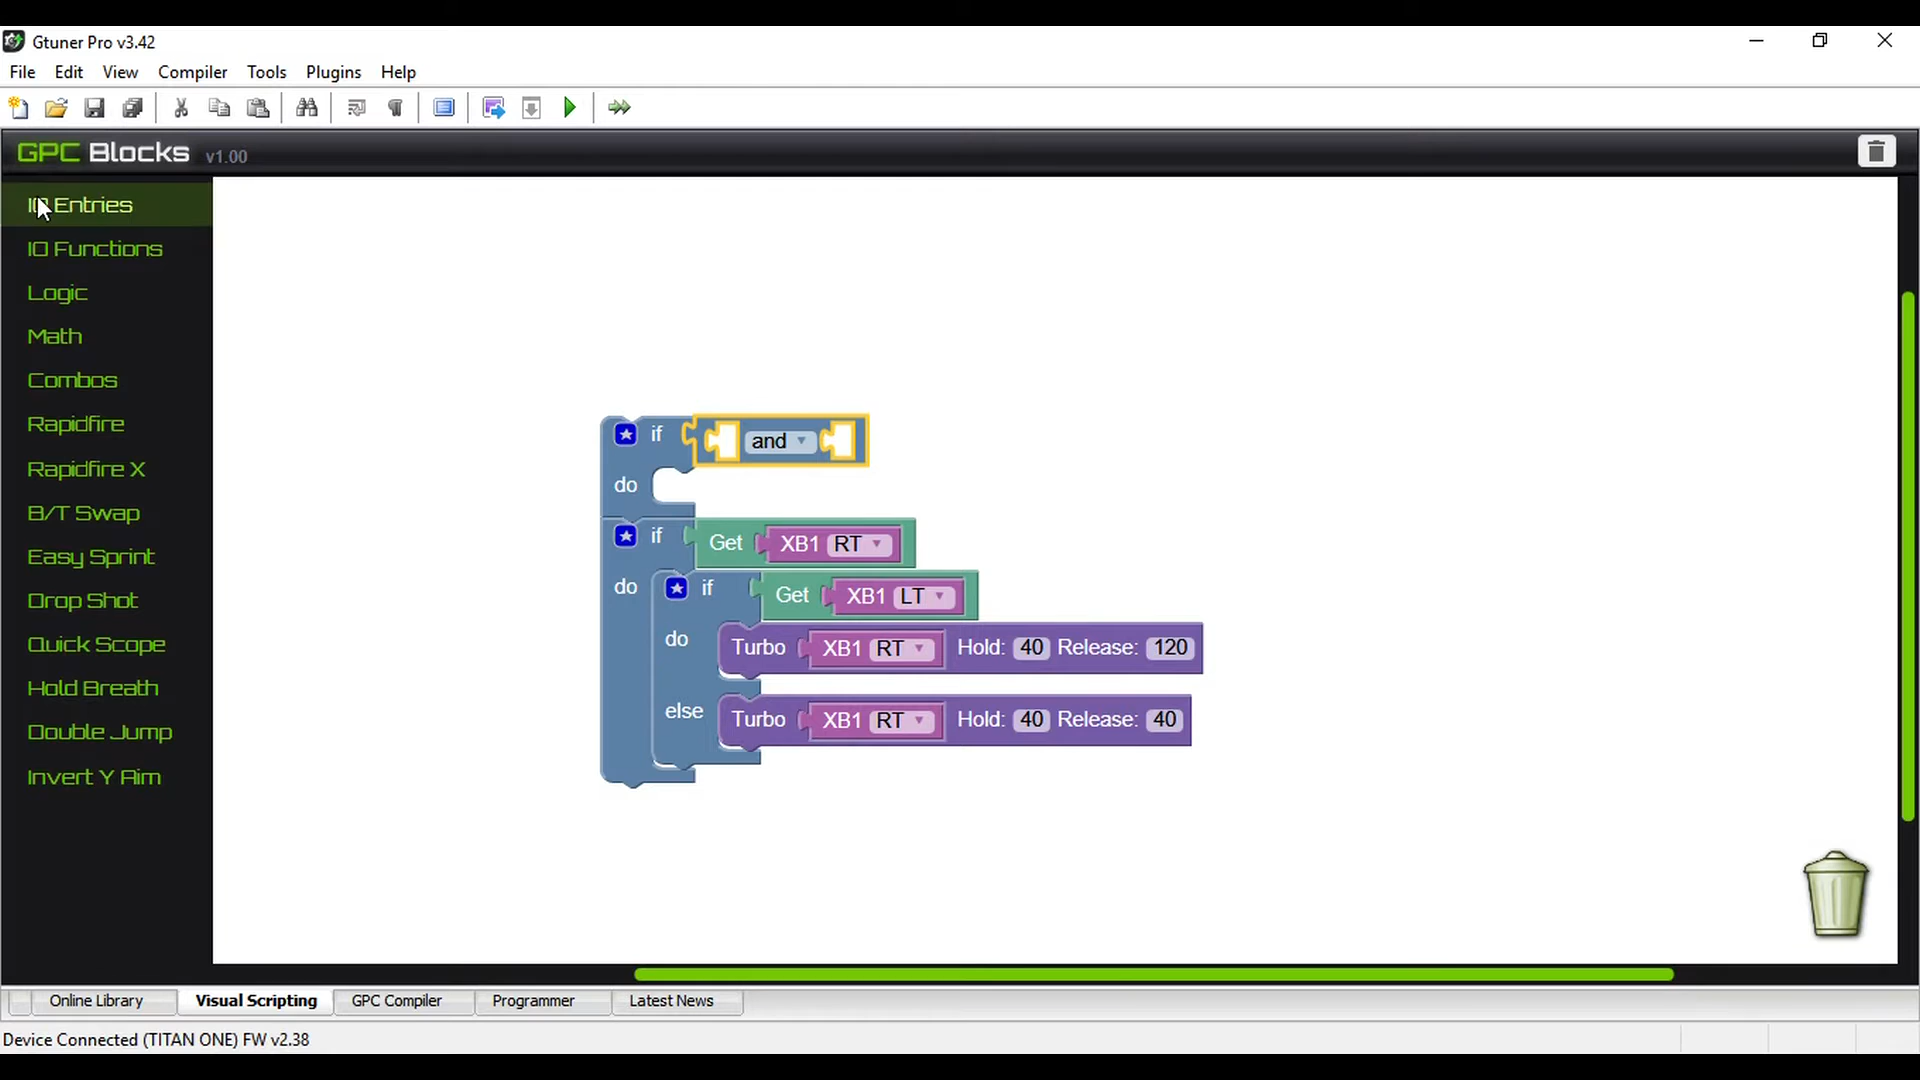 Gtuner Pro v3.42
File Edit View Compiler Tools Plugins Help
GPC Blocks v1.00
IO Entries
IO Functions
Logic
Math
Combos
Rapidfire
Rapidfire X
B/T Swap
Easy Sprint
Drop Shot
Quick Scope
Hold Breath
Double Jump
Invert Y Aim
if and
do
if Get XB1 RT
do if Get XB1 LT
do Turbo XB1 RT Hold: 40 Release: 120
else Turbo XB1 RT Hold: 40 Release: 40
Online Library Visual Scripting GPC Compiler Programmer Latest News
Device Connected (TITAN ONE) FW v2.38